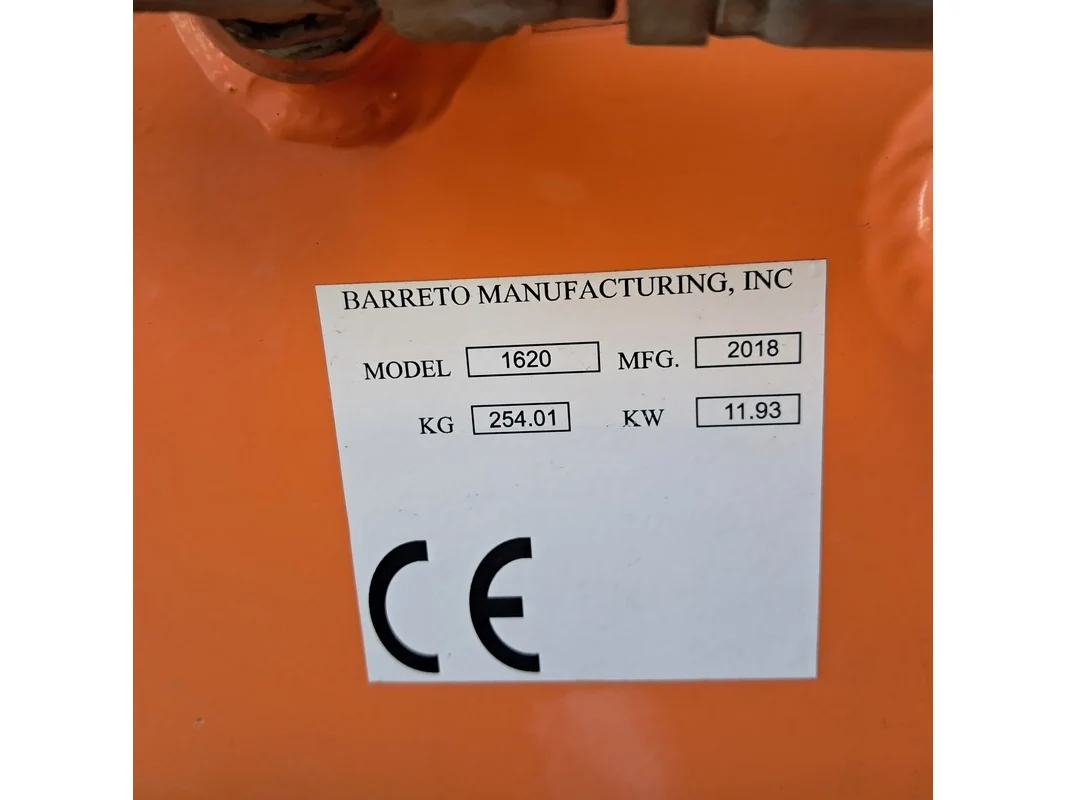 BARRETO MANUFACTURING, INC
MODEL 1620 MFG. 2018
KG 254.01 KW 11.93
CE